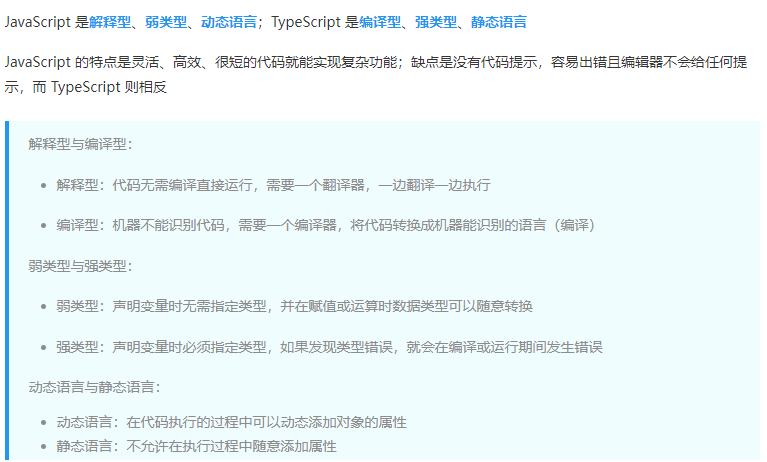 JavaScript 是解释型、弱类型、动态语言；TypeScript 是编译型、强类型、静态语言
JavaScript 的特点是灵活、高效、很短的代码就能实现复杂功能；缺点是没有代码提示，容易出错且编辑器不会给任何提
示，而 TypeScript 则相反
解释型与编译型：
• 解释型：代码无需编译直接运行，需要一个翻译器，一边翻译一边执行
• 编译型：机器不能识别代码，需要一个编译器，将代码转换成机器能识别的语言（编译）
弱类型与强类型：
• 弱类型：声明变量时无需指定类型，并在赋值或运算时数据类型可以随意转换
• 强类型：声明变量时必须指定类型，如果发现类型错误，就会在编译或运行期间发生错误
动态语言与静态语言：
• 动态语言：在代码执行的过程中可以动态添加对象的属性
• 静态语言：不允许在执行过程中随意添加属性